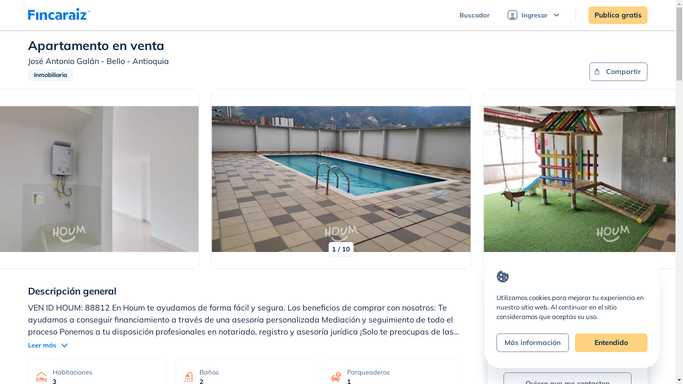 Fincaraiz
Buscador
Ingresar
Publica gratis
Apartamento en venta
José Antonio Galán - Bello - Antioquia
Inmobiliaria
Compartir
HOUM
HOUM
HOUM
1 / 10
Descripción general
VEN ID HOUM: 88812 En Houm te ayudamos de forma fácil y segura. Los beneficios de comprar con nosotros: Te
ayudamos a conseguir financiamiento a través de una asesoría personalizada Mediación y seguimiento de todo el
proceso Ponemos a tu disposición profesionales en notariado, registro y asesoría jurídica ¡Solo te preocupas de las...
Leer más
Habitaciones
3
Baños
2
Parqueaderos
1
Utilizamos cookies para mejorar tu experiencia en
nuestro sitio web. Al continuar en el sitio
consideramos que aceptas su uso.
Más información
Entendido
Quiero que me contacten